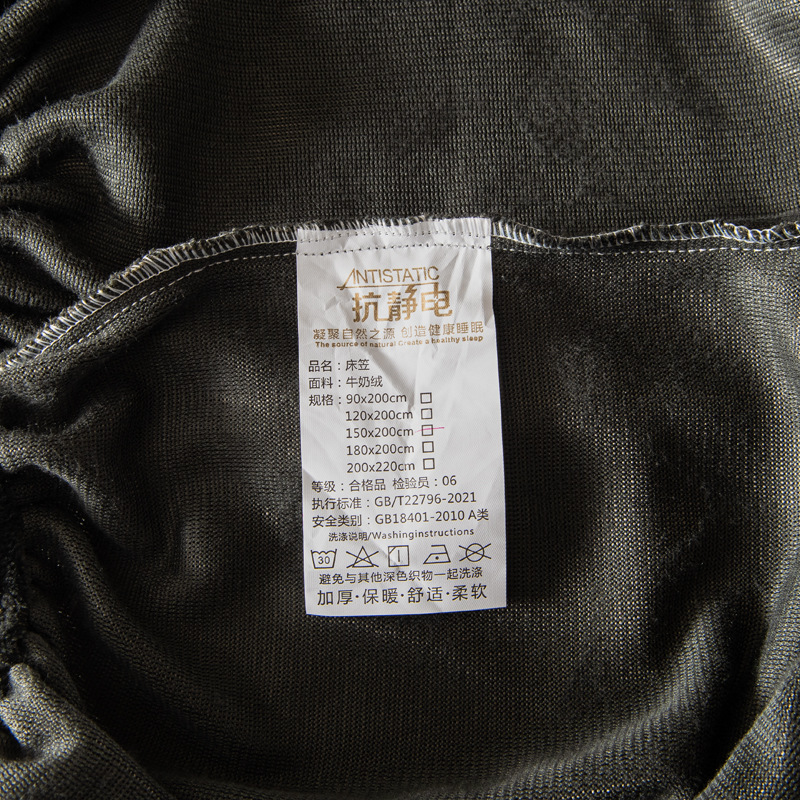 ANTISTATIC
抗静电
凝聚自然之源 创造健康睡眠
The source of natural Create a healthy sleep
品名：床笠
面料：牛奶绒
规格：90x200cm □
120x200cm □
150x200cm □
180x200cm □
200x220cm □
等级：合格品 检验员：06
执行标准：GB/T22796-2021
安全类别：GB18401-2010 A类
洗涤说明/Washinginstructions
30
避免与其他深色织物一起洗涤
加厚·保暖·舒适·柔软